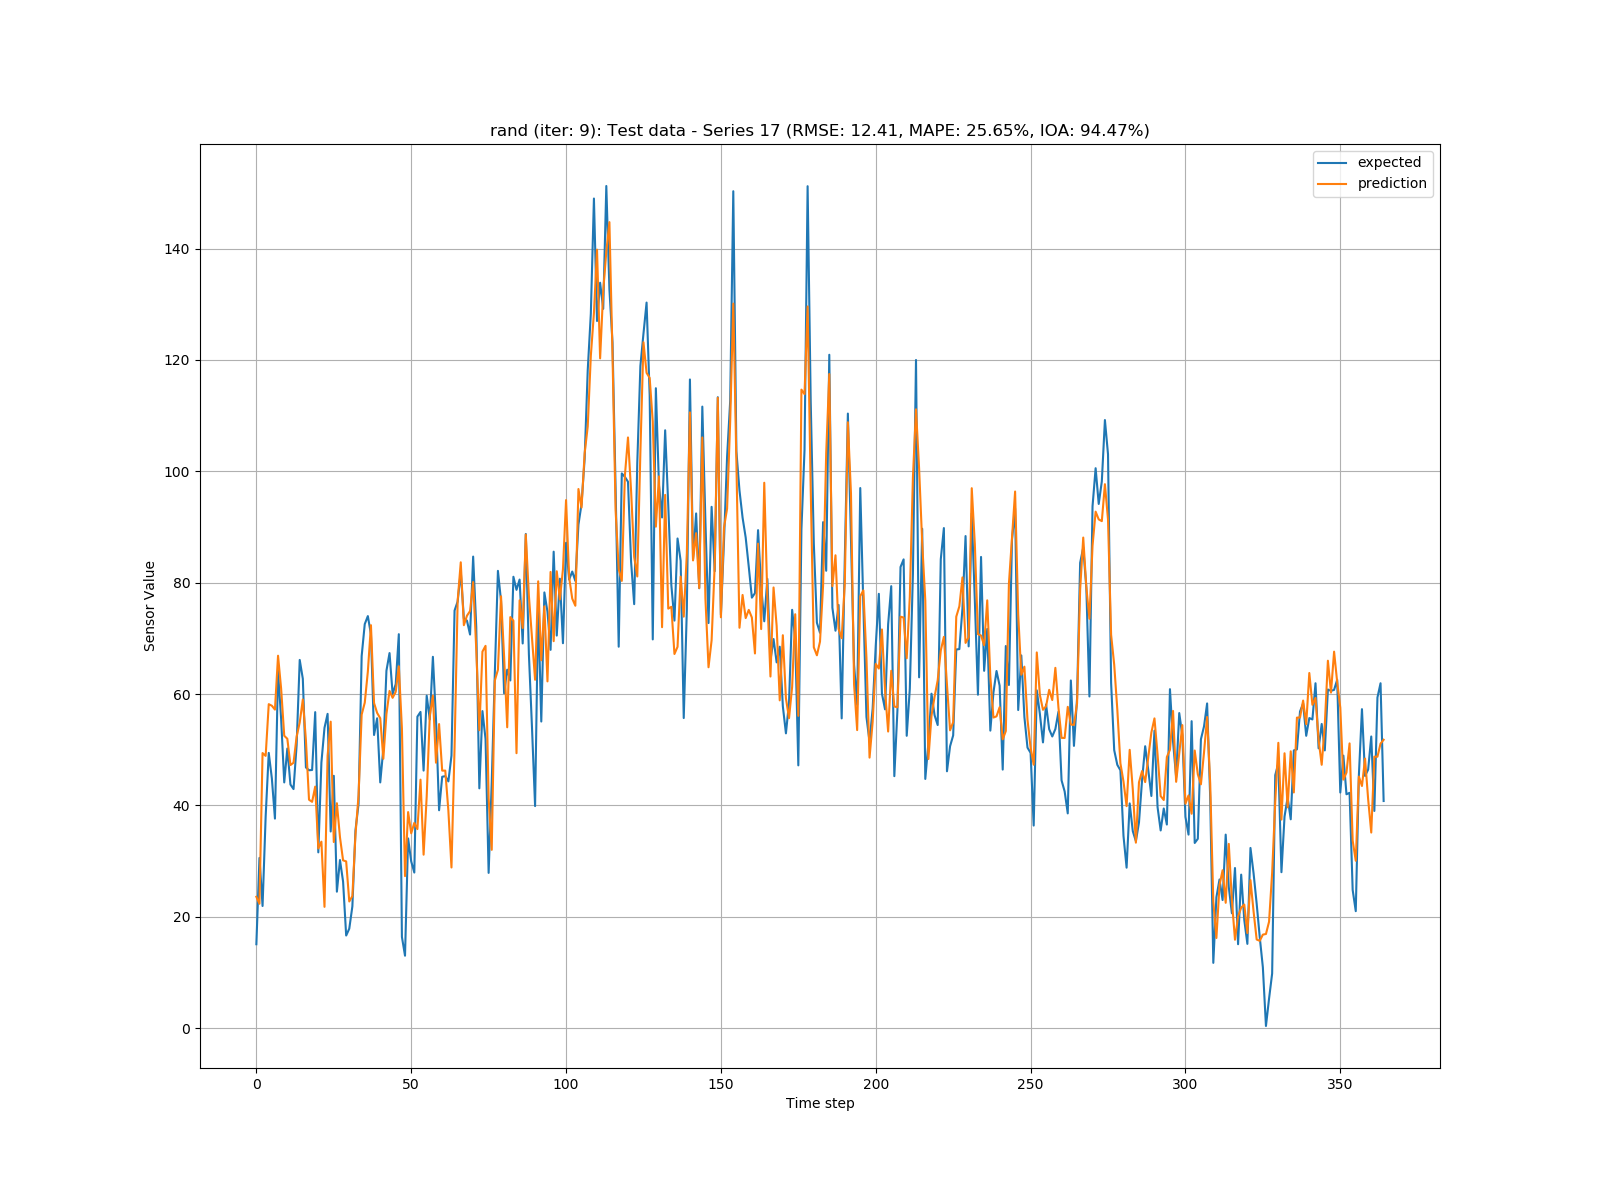 rand (iter: 9): Test data - Series 17 (RMSE: 12.41, MAPE: 25.65%, IOA: 94.47%)
expected
prediction
140
120
100
80
60
40
20
0
Sensor Value
0 50 100 150 200 250 300 350
Time step